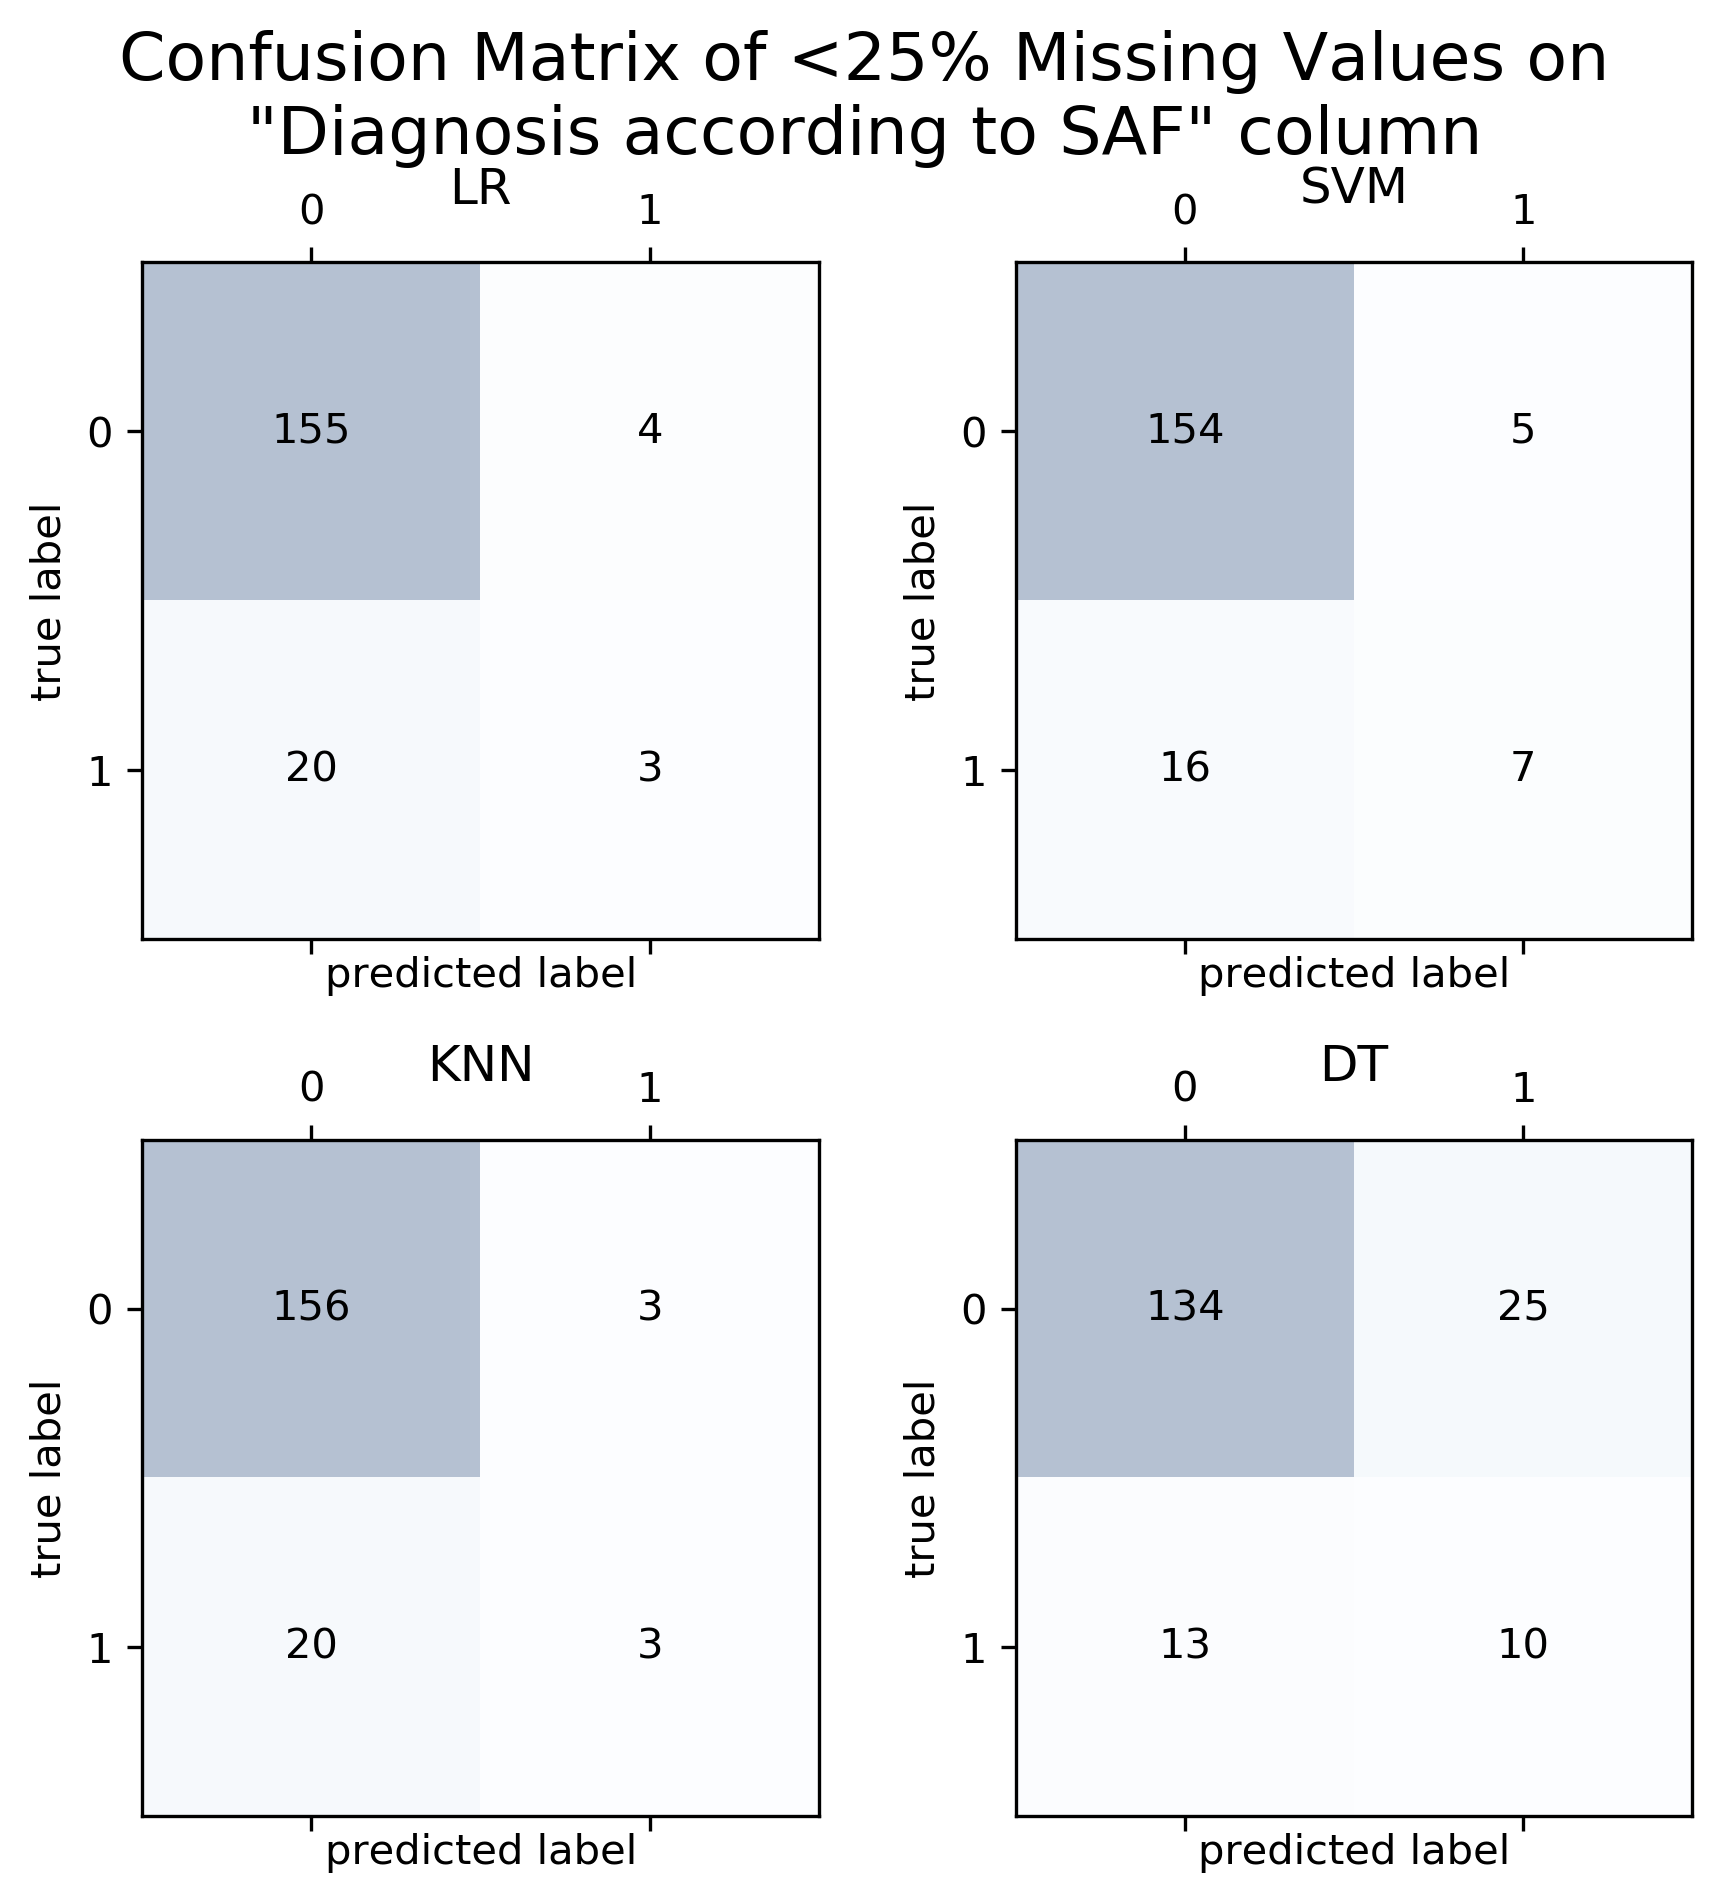 Confusion Matrix of <25% Missing Values on
"Diagnosis according to SAF" column
LR
0 1
0 155 4
1 20 3
true label
predicted label
SVM
0 1
0 154 5
1 16 7
true label
predicted label
KNN
0 1
0 156 3
1 20 3
true label
predicted label
DT
0 1
0 134 25
1 13 10
true label
predicted label